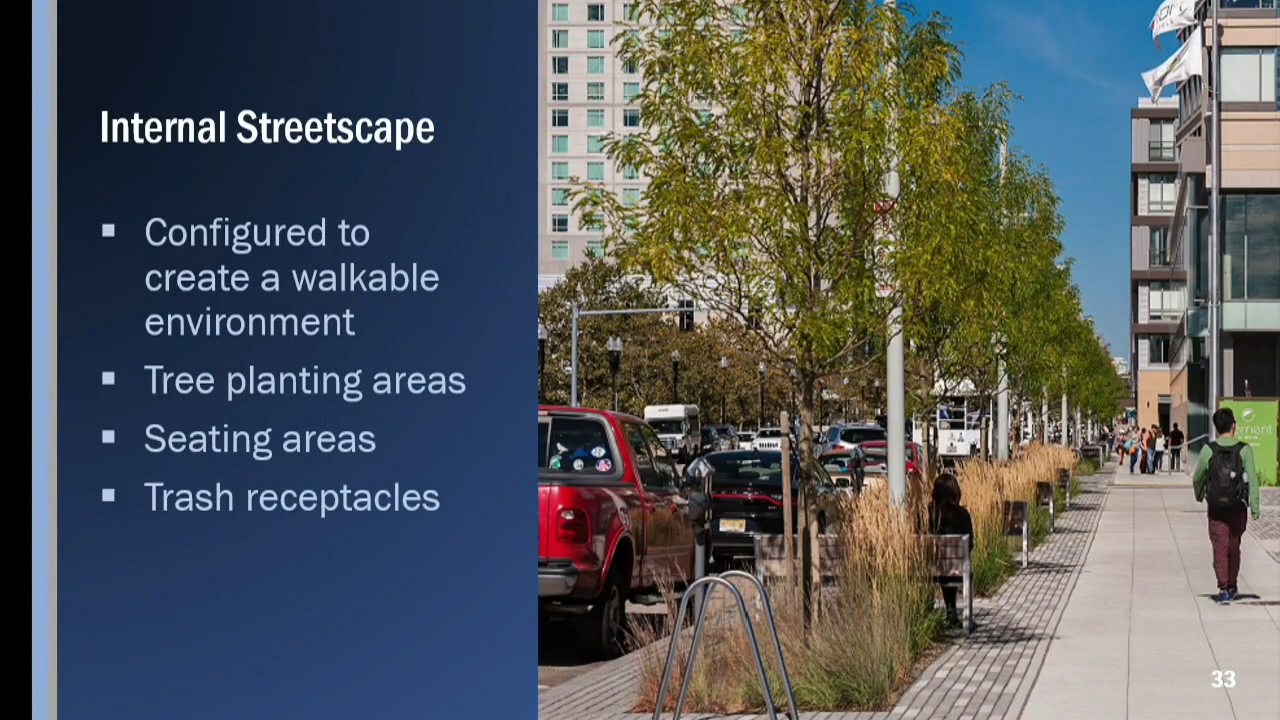 Internal Streetscape
▪ Configured to
create a walkable
environment
▪ Tree planting areas
▪ Seating areas
▪ Trash receptacles
33